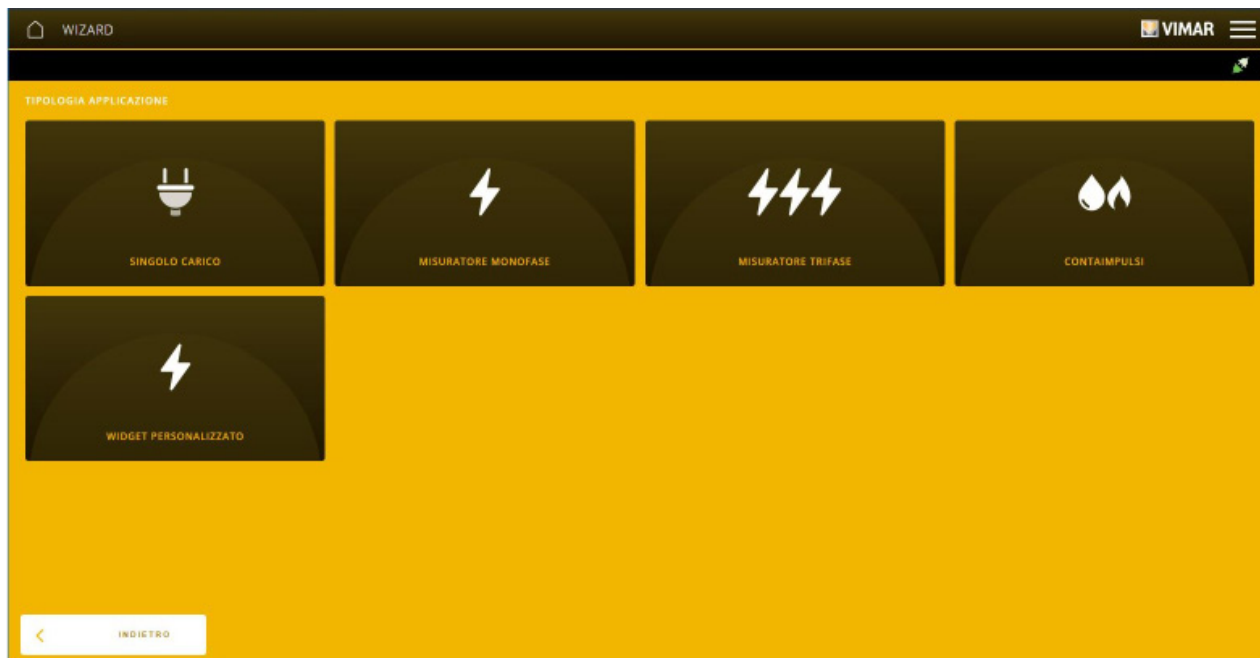 WIZARD
VIMAR
TIPOLOGIA APPLICAZIONE
SINGOLO CARICO
MISURATORE MONOFASE
MISURATORE TRIFASE
CONTAIMPULSI
WIDGET PERSONALIZZATO
INDIETRO